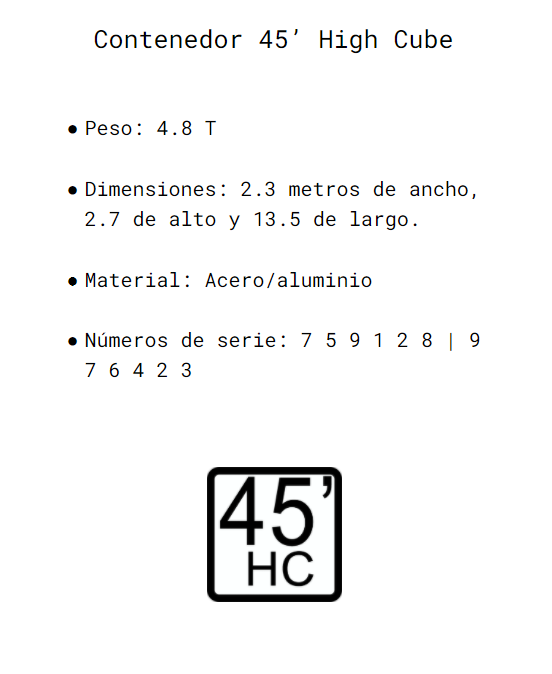 Contenedor 45’ High Cube
● Peso: 4.8 T
● Dimensiones: 2.3 metros de ancho,
2.7 de alto y 13.5 de largo.
● Material: Acero/aluminio
● Números de serie: 7 5 9 1 2 8 | 9
7 6 4 2 3
45’
HC